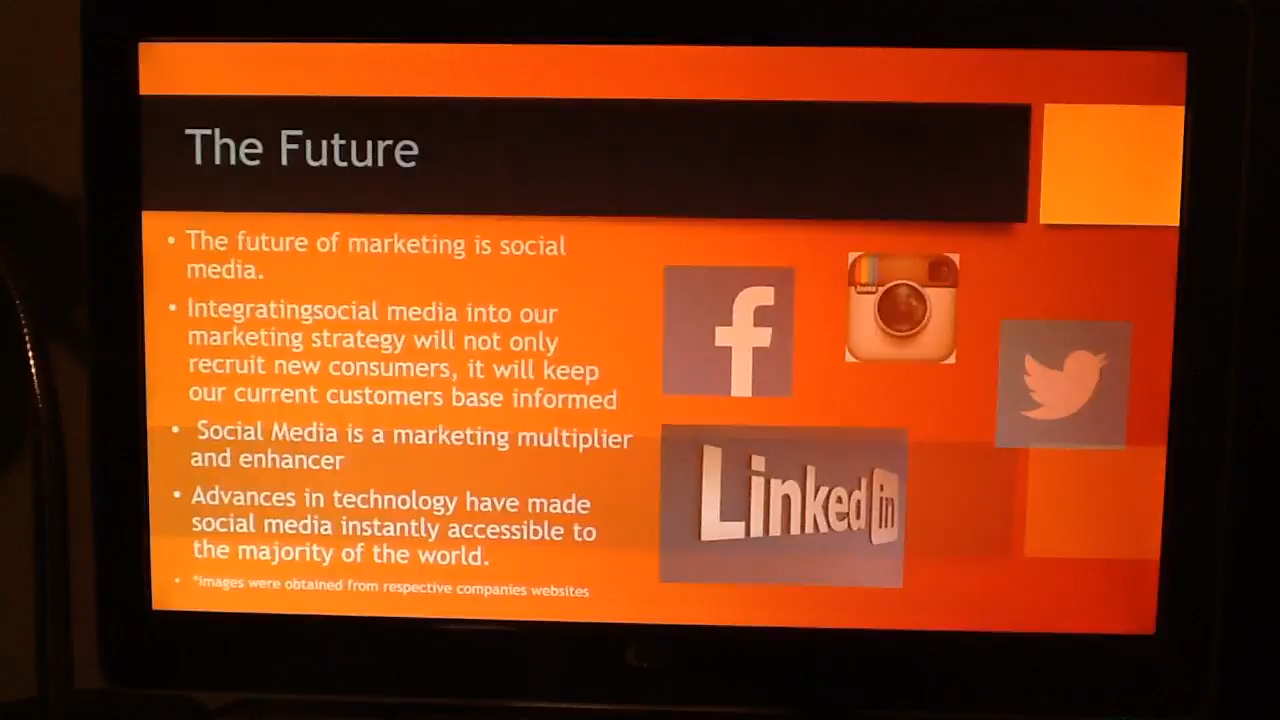 The Future
• The future of marketing is social
media.
• Integratingsocial media into our
marketing strategy will not only
recruit new consumers, it will keep
our current customers base informed
• Social Media is a marketing multiplier
and enhancer
• Advances in technology have made
social media instantly accessible to
the majority of the world.
• *Images were obtained from respective companies websites
f
Linked in